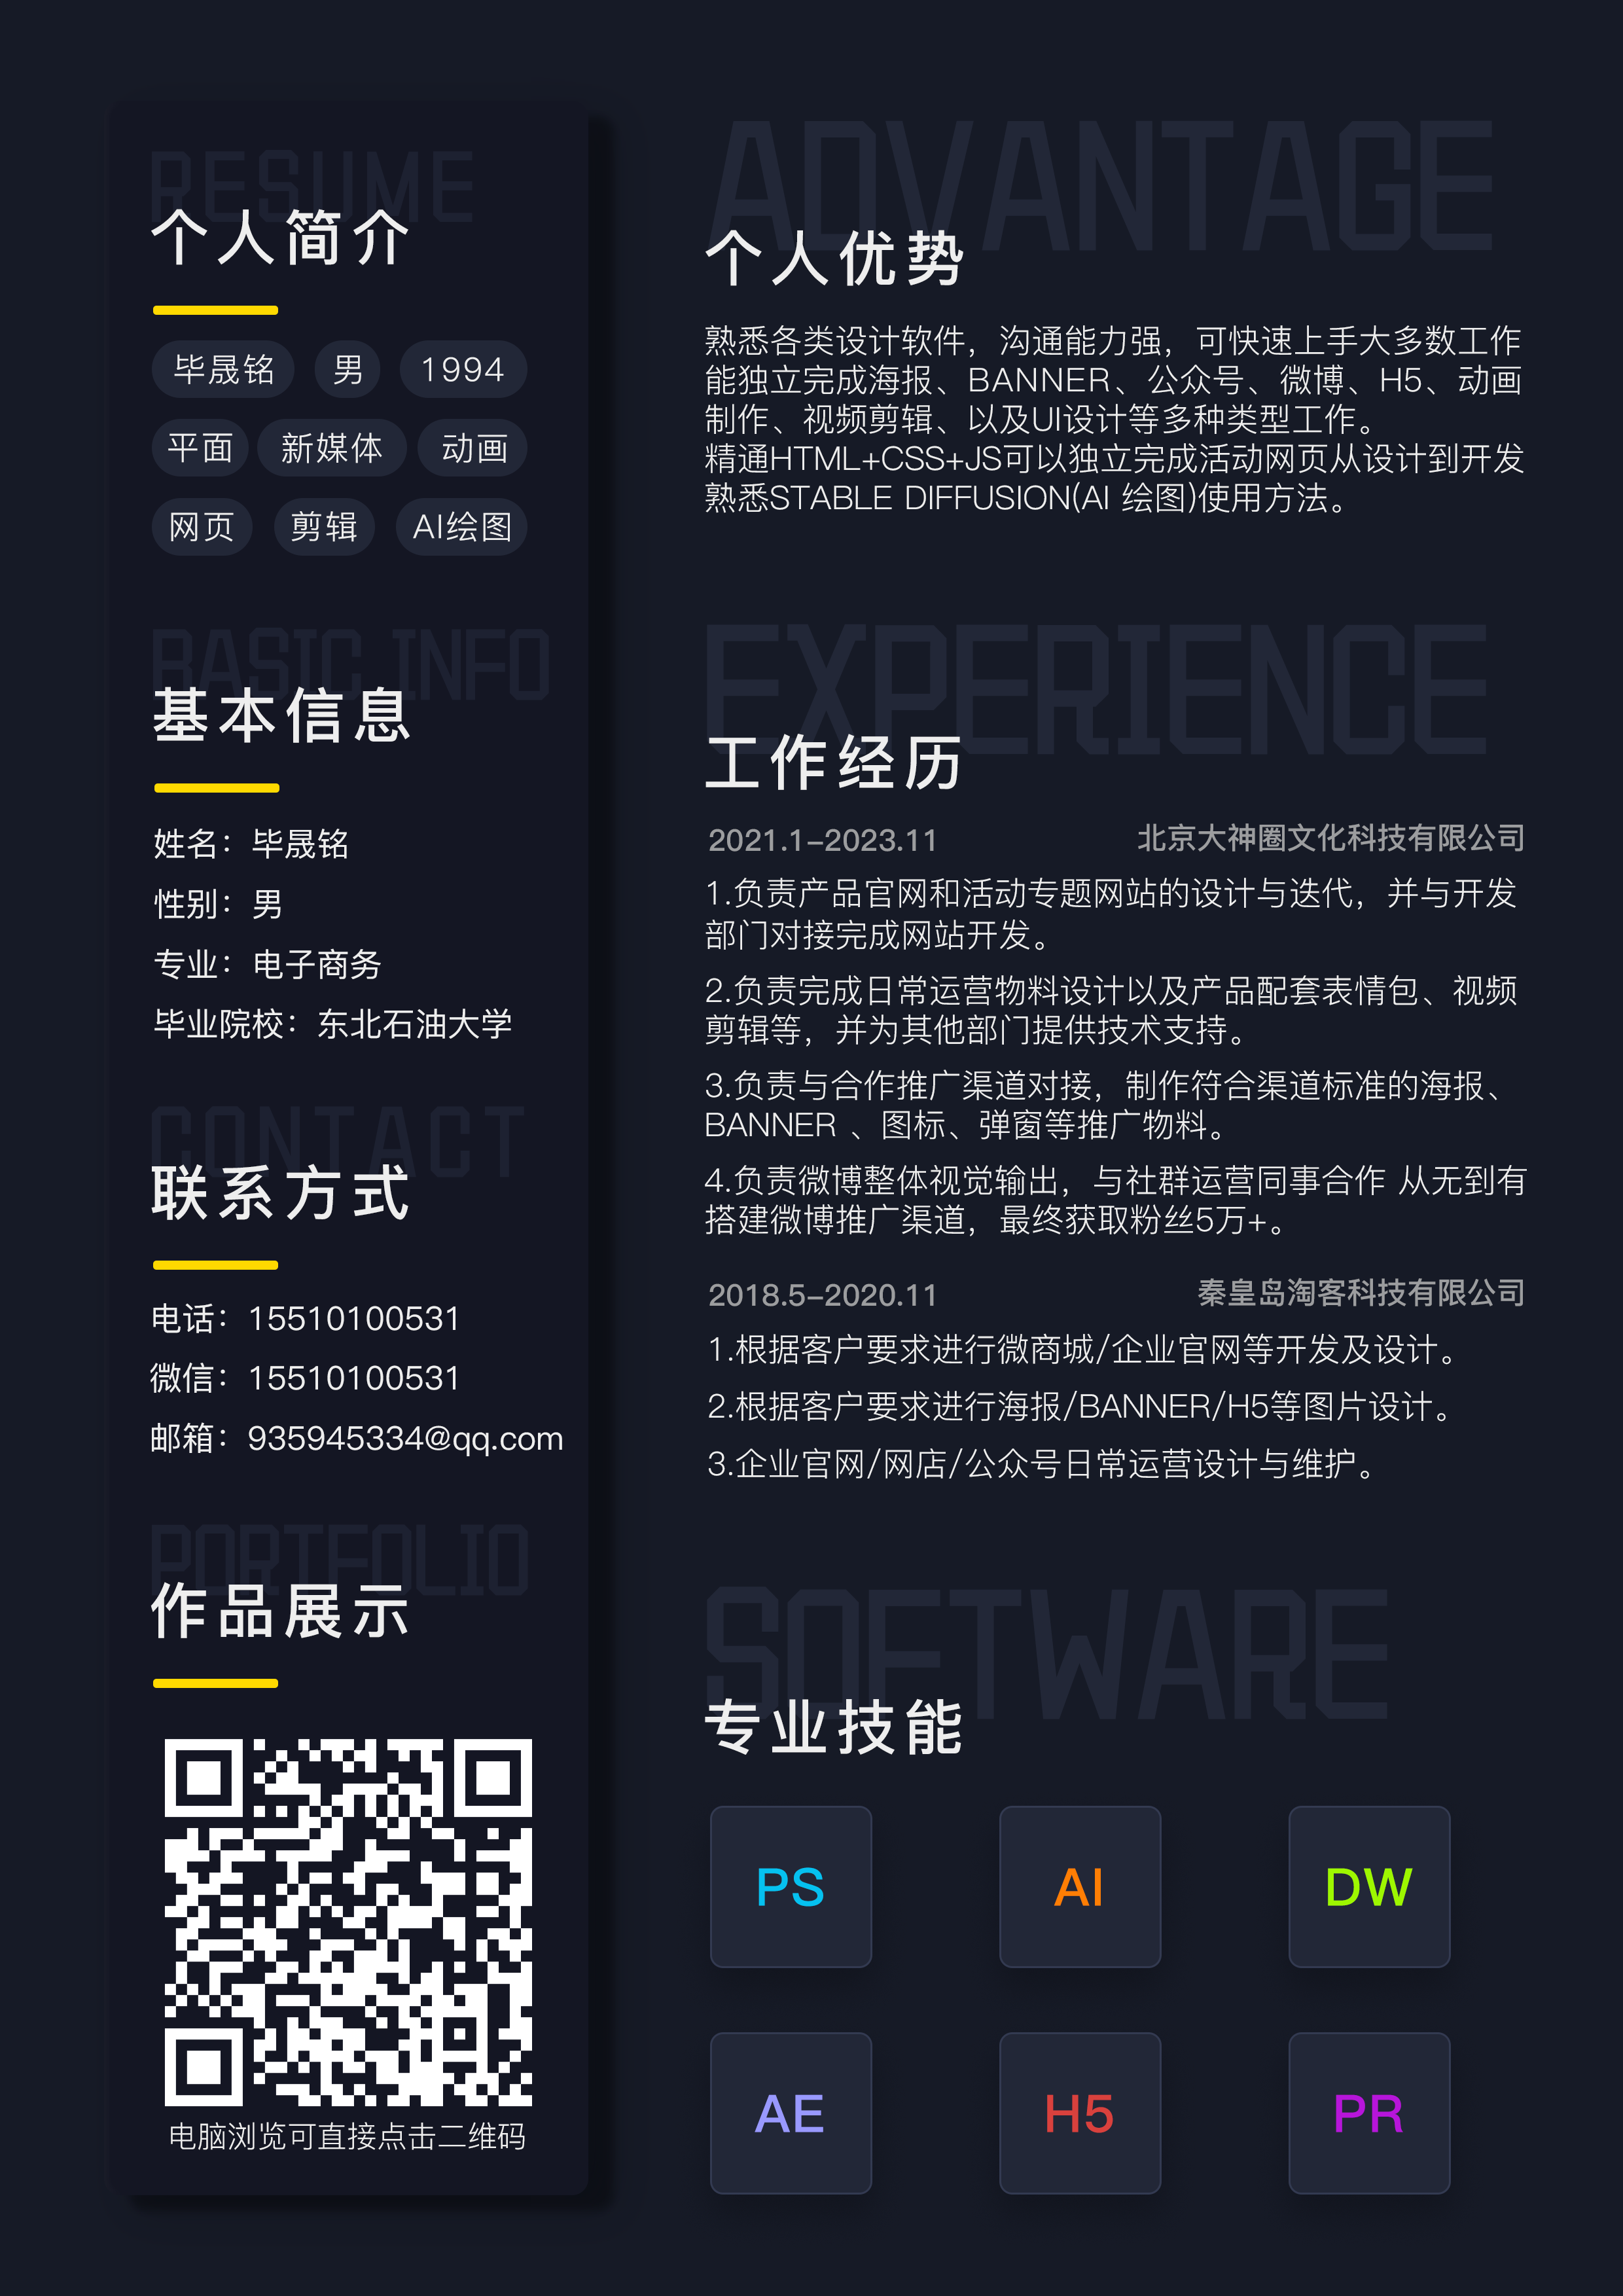 RESUME
个人简介
毕晟铭 男 1994
平面 新媒体 动画
网页 剪辑 AI绘图
BASIC INFO
基本信息
姓名：毕晟铭
性别：男
专业：电子商务
毕业院校：东北石油大学
CONTACT
联系方式
电话：15510100531
微信：15510100531
邮箱：935945334@qq.com
PORTFOLIO
作品展示
电脑浏览可直接点击二维码
ADVANTAGE
个人优势
熟悉各类设计软件，沟通能力强，可快速上手大多数工作
能独立完成海报、BANNER、公众号、微博、H5、动画
制作、视频剪辑、以及UI设计等多种类型工作。
精通HTML+CSS+JS可以独立完成活动网页从设计到开发
熟悉STABLE DIFFUSION(AI 绘图)使用方法。
EXPERIENCE
工作经历
2021.1-2023.11 北京大神圈文化科技有限公司
1.负责产品官网和活动专题网站的设计与迭代，并与开发
部门对接完成网站开发。
2.负责完成日常运营物料设计以及产品配套表情包、视频
剪辑等，并为其他部门提供技术支持。
3.负责与合作推广渠道对接，制作符合渠道标准的海报、
BANNER 、图标、弹窗等推广物料。
4.负责微博整体视觉输出，与社群运营同事合作 从无到有
搭建微博推广渠道，最终获取粉丝5万+。
2018.5-2020.11 秦皇岛淘客科技有限公司
1.根据客户要求进行微商城/企业官网等开发及设计。
2.根据客户要求进行海报/BANNER/H5等图片设计。
3.企业官网/网店/公众号日常运营设计与维护。
SOFTWARE
专业技能
PS AI DW
AE H5 PR